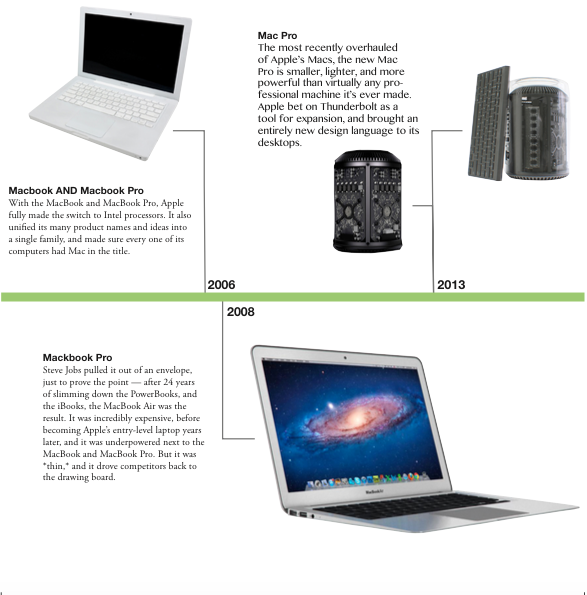 Mac Pro
The most recently overhauled
of Apple's Macs, the new Mac
Pro is smaller, lighter, and more
powerful than virtually any pro-
fessional machine it's ever made.
Apple bet on Thunderbolt as a
tool for expansion, and brought an
entirely new design language to its
desktops.
Macbook AND Macbook Pro
With the MacBook and MacBook Pro, Apple
fully made the switch to Intel processors. It also
unified its many product names and ideas into
a single family, and made sure every one of its
computers had Mac in the title.
2006
2013
2008
Mackbook Pro
Steve Jobs pulled it out of an envelope,
just to prove the point — after 24 years
of slimming down the PowerBooks, and
the iBooks, the MacBook Air was the
result. It was incredibly expensive, before
becoming Apple's entry-level laptop years
later, and it was underpowered next to the
MacBook and MacBook Pro. But it was
*thin,* and it drove competitors back to
the drawing board.
MacBook Air